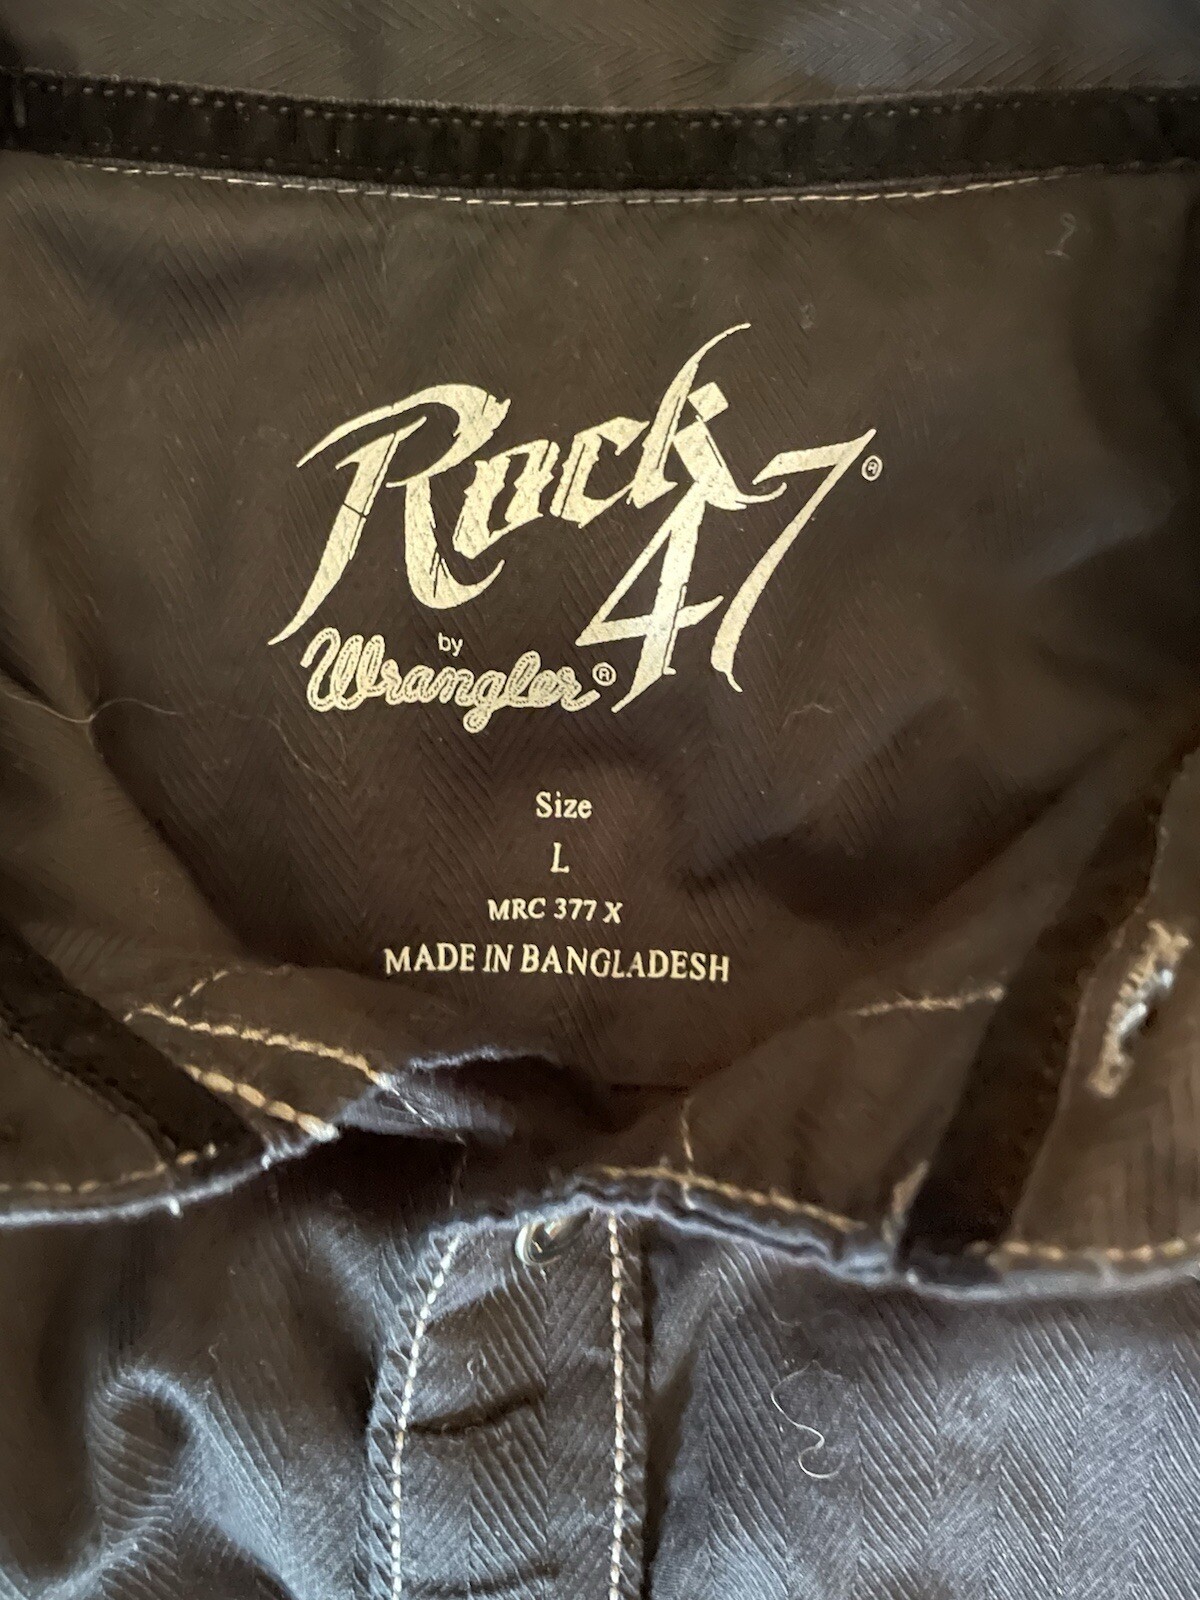 Rock
47®
by
Wrangler®
Size
L
MRC 377 X
MADE IN BANGLADESH